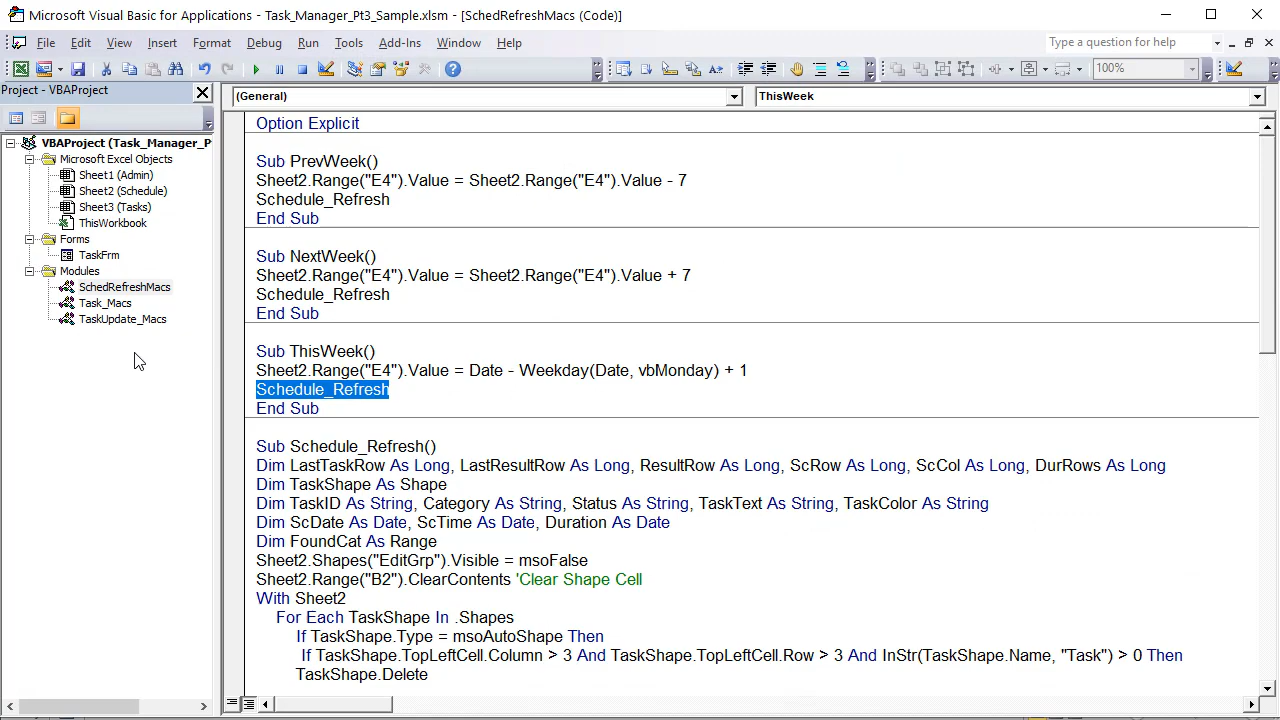 Microsoft Visual Basic for Applications - Task_Manager_Pt3_Sample.xlsm - [SchedRefreshMacs (Code)]
File Edit View Insert Format Debug Run Tools Add-Ins Window Help
Type a question for help
100%
Project - VBAProject
(General)
ThisWeek
VBAProject (Task_Manager_P
Microsoft Excel Objects
Sheet1 (Admin)
Sheet2 (Schedule)
Sheet3 (Tasks)
ThisWorkbook
Forms
TaskFrm
Modules
SchedRefreshMacs
Task_Macs
TaskUpdate_Macs
Option Explicit
Sub PrevWeek()
Sheet2.Range("E4").Value = Sheet2.Range("E4").Value - 7
Schedule_Refresh
End Sub
Sub NextWeek()
Sheet2.Range("E4").Value = Sheet2.Range("E4").Value + 7
Schedule_Refresh
End Sub
Sub ThisWeek()
Sheet2.Range("E4").Value = Date - Weekday(Date, vbMonday) + 1
Schedule_Refresh
End Sub
Sub Schedule_Refresh()
Dim LastTaskRow As Long, LastResultRow As Long, ResultRow As Long, ScRow As Long, ScCol As Long, DurRows As Long
Dim TaskShape As Shape
Dim TaskID As String, Category As String, Status As String, TaskText As String, TaskColor As String
Dim ScDate As Date, ScTime As Date, Duration As Date
Dim FoundCat As Range
Sheet2.Shapes("EditGrp").Visible = msoFalse
Sheet2.Range("B2").ClearContents 'Clear Shape Cell
With Sheet2
For Each TaskShape In .Shapes
If TaskShape.Type = msoAutoShape Then
If TaskShape.TopLeftCell.Column > 3 And TaskShape.TopLeftCell.Row > 3 And InStr(TaskShape.Name, "Task") > 0 Then
TaskShape.Delete